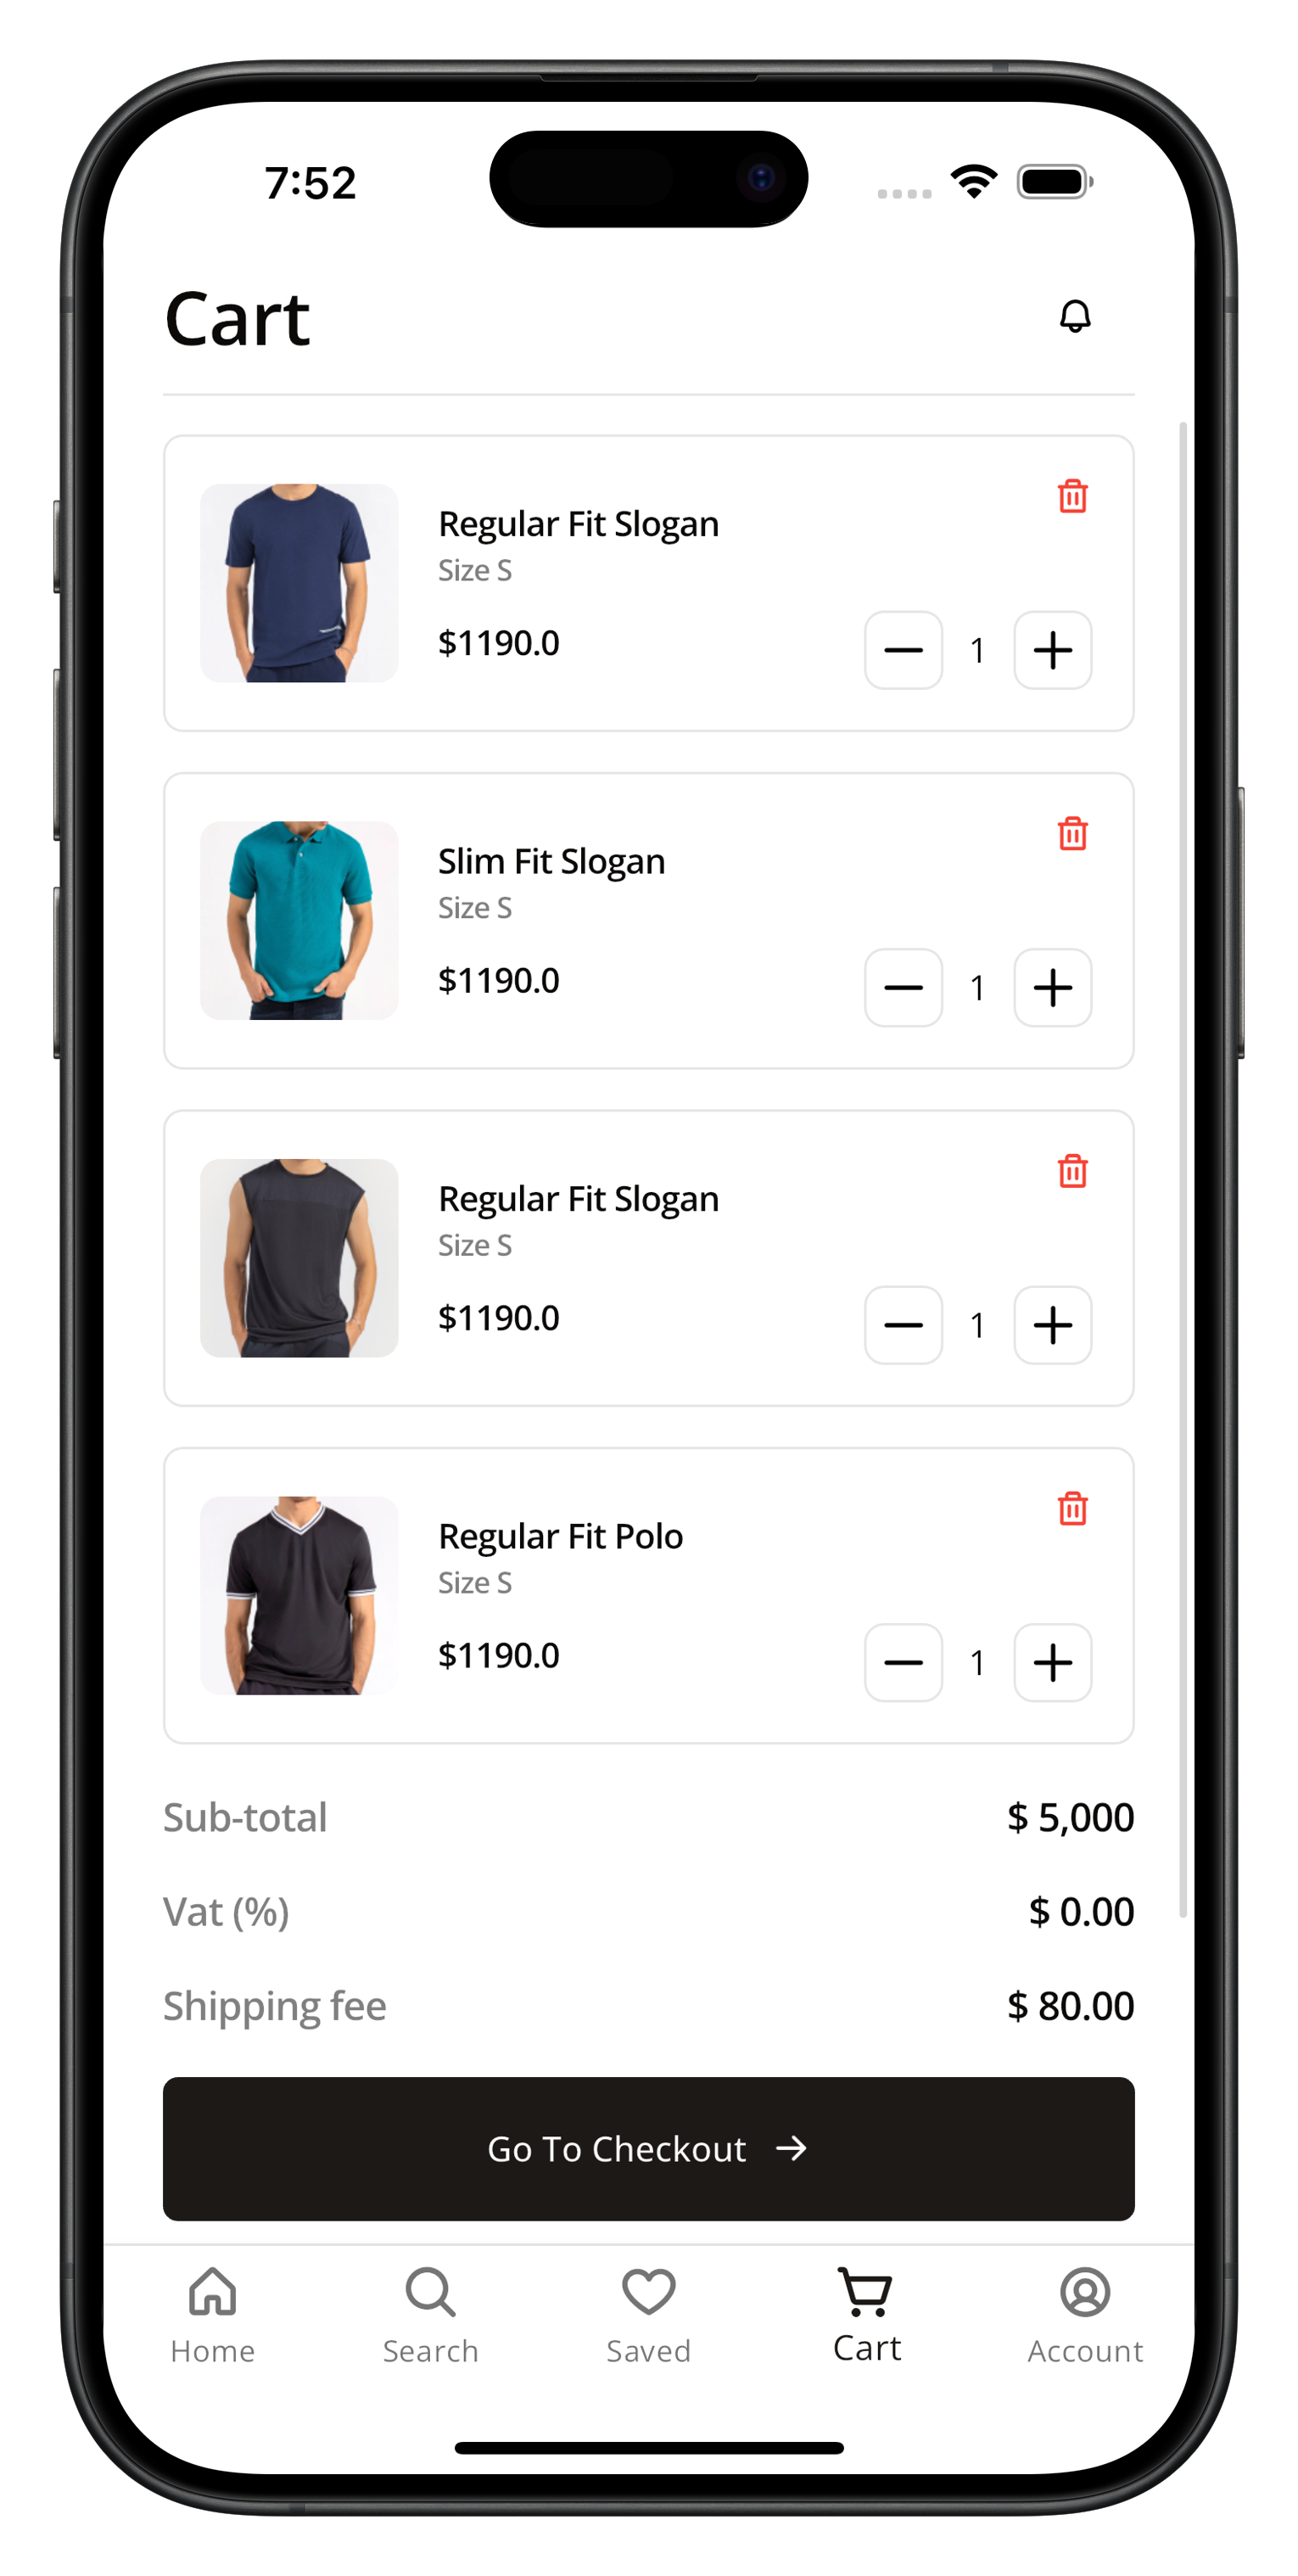 7:52
Cart
Regular Fit Slogan
Size S
$1190.0
1
Slim Fit Slogan
Size S
$1190.0
1
Regular Fit Slogan
Size S
$1190.0
1
Regular Fit Polo
Size S
$1190.0
1
Sub-total $ 5,000
Vat (%) $ 0.00
Shipping fee $ 80.00
Go To Checkout →
Home Search Saved Cart Account